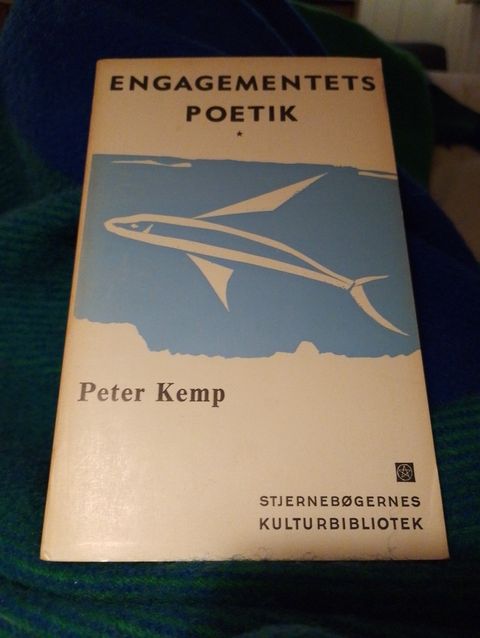 ENGAGEMENTETS
POETIK
*
Peter Kemp
STJERNEBØGERNES
KULTURBIBLIOTEK